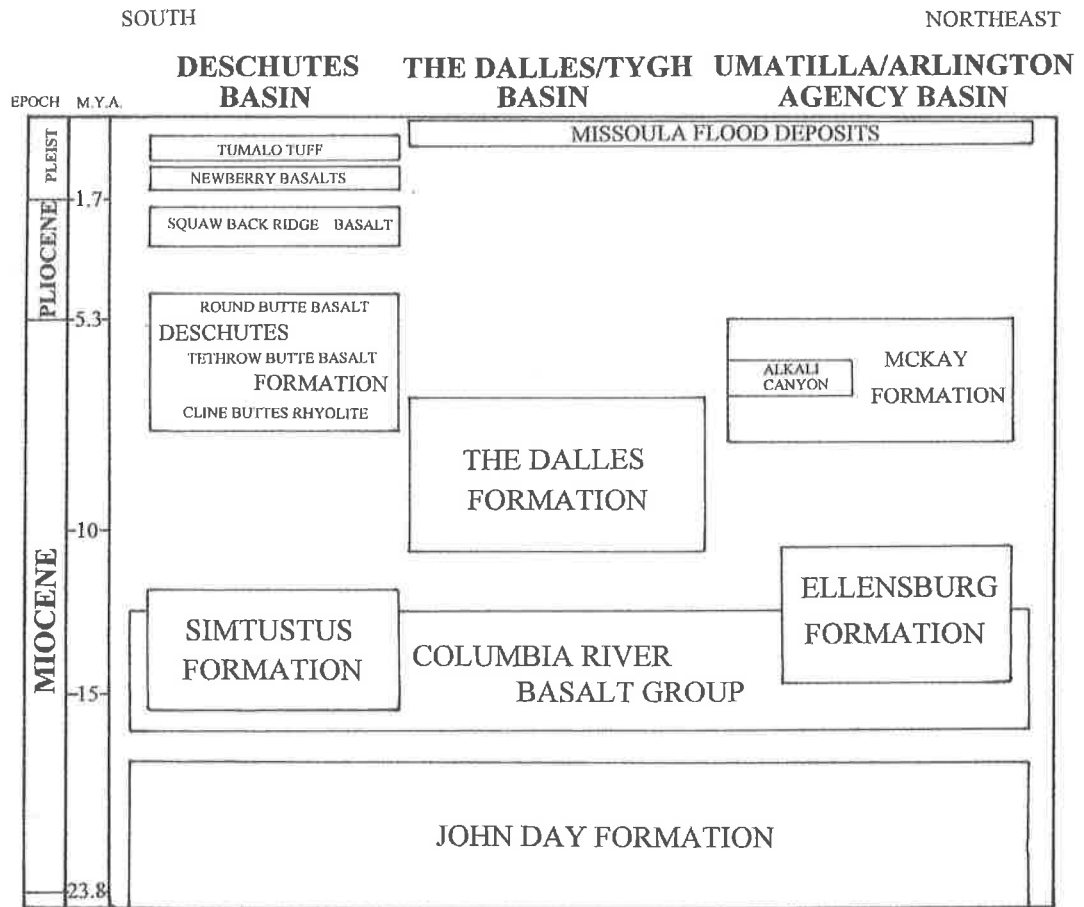 SOUTH
NORTHEAST
DESCHUTES
BASIN
THE DALLES/TYGH
BASIN
UMATILLA/ARLINGTON
AGENCY BASIN
EPOCH M.Y.A.
PLEIST
PLIOCENE
MIOCENE
1.7
5.3
10
15
23.8
MISSOULA FLOOD DEPOSITS
TUMALO TUFF
NEWBERRY BASALTS
SQUAW BACK RIDGE BASALT
ROUND BUTTE BASALT
DESCHUTES
TETHROW BUTTE BASALT
FORMATION
CLINE BUTTES RHYOLITE
THE DALLES
FORMATION
ALKALI
CANYON
MCKAY
FORMATION
SIMTUSTUS
FORMATION
COLUMBIA RIVER
BASALT GROUP
ELLENSBURG
FORMATION
JOHN DAY FORMATION